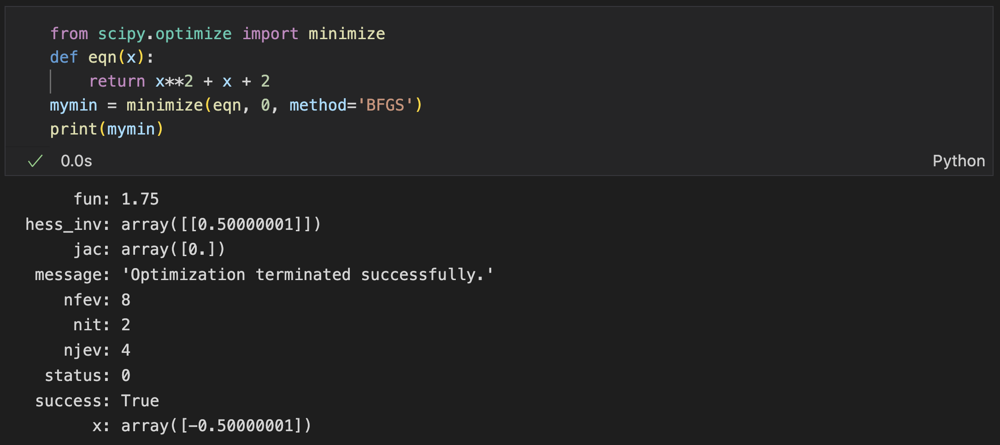 from scipy.optimize import minimize
def eqn(x):
    return x**2 + x + 2
mymin = minimize(eqn, 0, method='BFGS')
print(mymin)
0.0s
Python
     fun: 1.75
hess_inv: array([[0.50000001]])
     jac: array([0.])
 message: 'Optimization terminated successfully.'
    nfev: 8
     nit: 2
    njev: 4
  status: 0
 success: True
       x: array([-0.50000001])